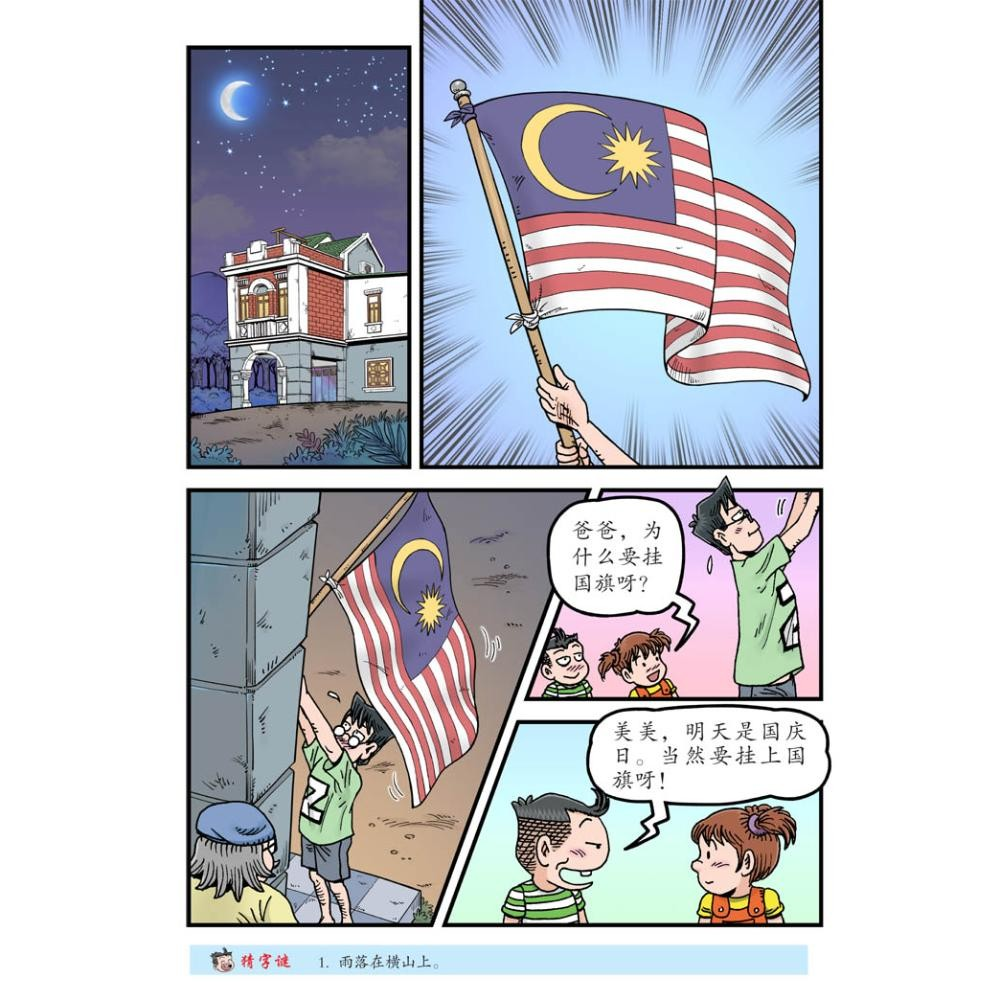 爸爸，为
什么要挂
国旗呀？
美美，明天是国庆
日。当然要挂上国
旗呀！
Z
Z
猜字谜 1. 雨落在横山上。